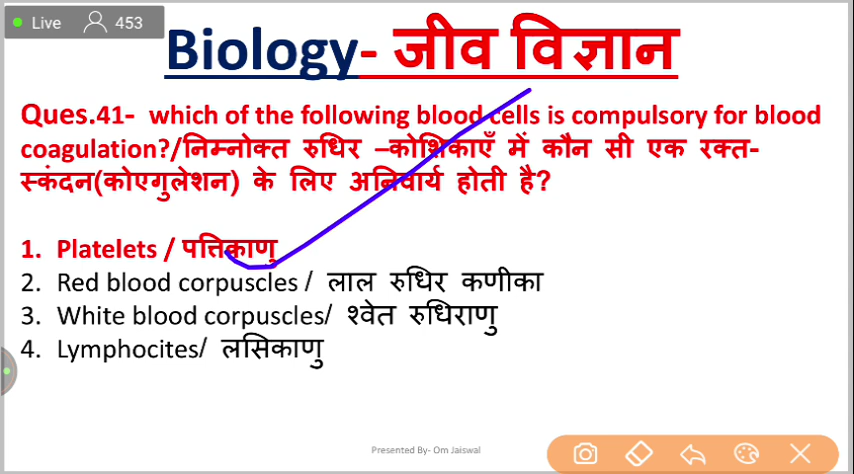 Live 453
Biology- जीव विज्ञान
Ques.41- which of the following blood cells is compulsory for blood
coagulation?/निम्नोक्त रुधिर –कोशिकाएँ में कौन सी एक रक्त-
स्कंदन(कोएगुलेशन) के लिए अनिवार्य होती है?
1. Platelets / पत्तिकाणु
2. Red blood corpuscles / लाल रुधिर कणीका
3. White blood corpuscles/ श्वेत रुधिराणु
4. Lymphocites/ लसिकाणु
Presented By- Om Jaiswal